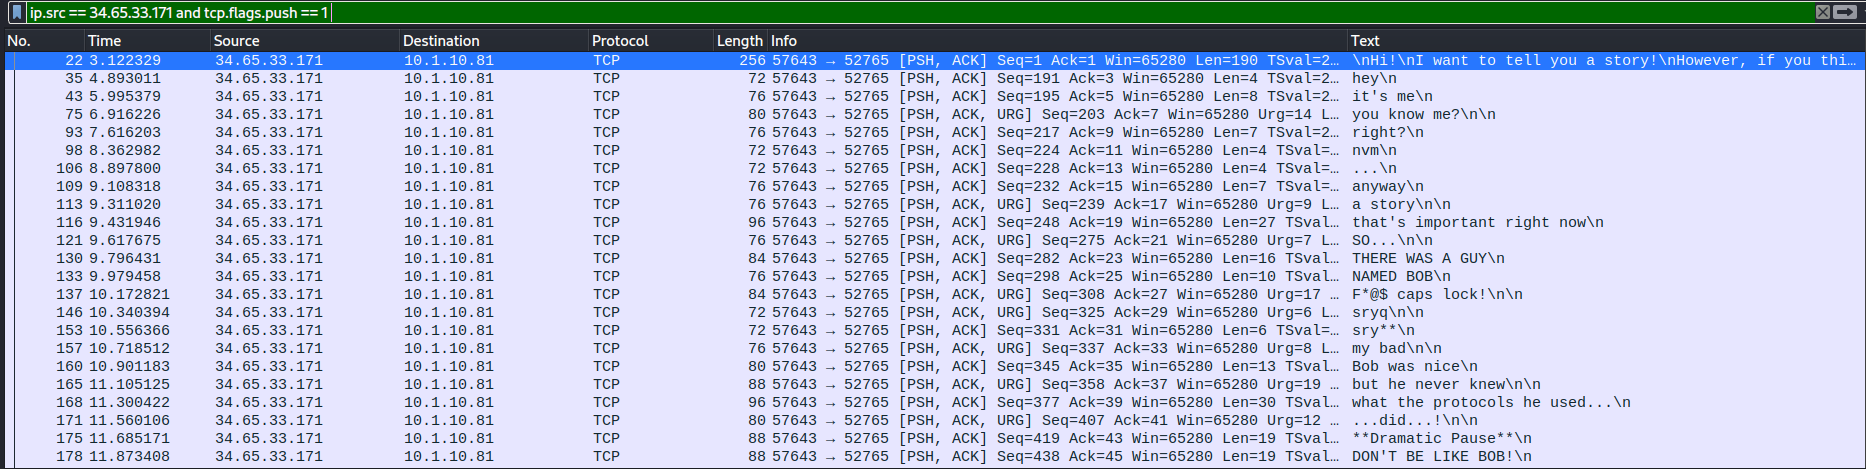 ip.src == 34.65.33.171 and tcp.flags.push == 1
No. Time Source Destination Protocol Length Info Text
22 3.122329 34.65.33.171 10.1.10.81 TCP 256 57643 → 52765 [PSH, ACK] Seq=1 Ack=1 Win=65280 Len=190 TSval=2… \nHi!\nI want to tell you a story!\nHowever, if you thi…
35 4.893011 34.65.33.171 10.1.10.81 TCP 72 57643 → 52765 [PSH, ACK] Seq=191 Ack=3 Win=65280 Len=4 TSval=2… hey\n
43 5.995379 34.65.33.171 10.1.10.81 TCP 76 57643 → 52765 [PSH, ACK] Seq=195 Ack=5 Win=65280 Len=8 TSval=2… it's me\n
75 6.916226 34.65.33.171 10.1.10.81 TCP 80 57643 → 52765 [PSH, ACK, URG] Seq=203 Ack=7 Win=65280 Urg=14 L… you know me?\n\n
93 7.616203 34.65.33.171 10.1.10.81 TCP 76 57643 → 52765 [PSH, ACK] Seq=217 Ack=9 Win=65280 Len=7 TSval=2… right?\n
98 8.362982 34.65.33.171 10.1.10.81 TCP 72 57643 → 52765 [PSH, ACK] Seq=224 Ack=11 Win=65280 Len=4 TSval=… nvm\n
106 8.897800 34.65.33.171 10.1.10.81 TCP 72 57643 → 52765 [PSH, ACK] Seq=228 Ack=13 Win=65280 Len=4 TSval=… ...\n
109 9.108318 34.65.33.171 10.1.10.81 TCP 76 57643 → 52765 [PSH, ACK] Seq=232 Ack=15 Win=65280 Len=7 TSval=… anyway\n
113 9.311020 34.65.33.171 10.1.10.81 TCP 76 57643 → 52765 [PSH, ACK, URG] Seq=239 Ack=17 Win=65280 Urg=9 L… a story\n\n
116 9.431946 34.65.33.171 10.1.10.81 TCP 96 57643 → 52765 [PSH, ACK] Seq=248 Ack=19 Win=65280 Len=27 TSval… that's important right now\n
121 9.617675 34.65.33.171 10.1.10.81 TCP 76 57643 → 52765 [PSH, ACK, URG] Seq=275 Ack=21 Win=65280 Urg=7 L… SO...\n\n
130 9.796431 34.65.33.171 10.1.10.81 TCP 84 57643 → 52765 [PSH, ACK] Seq=282 Ack=23 Win=65280 Len=16 TSval… THERE WAS A GUY\n
133 9.979458 34.65.33.171 10.1.10.81 TCP 76 57643 → 52765 [PSH, ACK] Seq=298 Ack=25 Win=65280 Len=10 TSval… NAMED BOB\n
137 10.172821 34.65.33.171 10.1.10.81 TCP 84 57643 → 52765 [PSH, ACK, URG] Seq=308 Ack=27 Win=65280 Urg=17 … F*@$ caps lock!\n\n
146 10.340394 34.65.33.171 10.1.10.81 TCP 72 57643 → 52765 [PSH, ACK, URG] Seq=325 Ack=29 Win=65280 Urg=6 L… sryq\n\n
153 10.556366 34.65.33.171 10.1.10.81 TCP 72 57643 → 52765 [PSH, ACK] Seq=331 Ack=31 Win=65280 Len=6 TSval=… sry**\n
157 10.718512 34.65.33.171 10.1.10.81 TCP 76 57643 → 52765 [PSH, ACK, URG] Seq=337 Ack=33 Win=65280 Urg=8 L… my bad\n\n
160 10.901183 34.65.33.171 10.1.10.81 TCP 80 57643 → 52765 [PSH, ACK] Seq=345 Ack=35 Win=65280 Len=13 TSval… Bob was nice\n
165 11.105125 34.65.33.171 10.1.10.81 TCP 88 57643 → 52765 [PSH, ACK, URG] Seq=358 Ack=37 Win=65280 Urg=19 … but he never knew\n\n
168 11.300422 34.65.33.171 10.1.10.81 TCP 96 57643 → 52765 [PSH, ACK] Seq=377 Ack=39 Win=65280 Len=30 TSval… what the protocols he used...\n
171 11.560106 34.65.33.171 10.1.10.81 TCP 80 57643 → 52765 [PSH, ACK, URG] Seq=407 Ack=41 Win=65280 Urg=12 … ...did...!\n\n
175 11.685171 34.65.33.171 10.1.10.81 TCP 88 57643 → 52765 [PSH, ACK] Seq=419 Ack=43 Win=65280 Len=19 TSval… **Dramatic Pause**\n
178 11.873408 34.65.33.171 10.1.10.81 TCP 88 57643 → 52765 [PSH, ACK] Seq=438 Ack=45 Win=65280 Len=19 TSval… DON'T BE LIKE BOB!\n